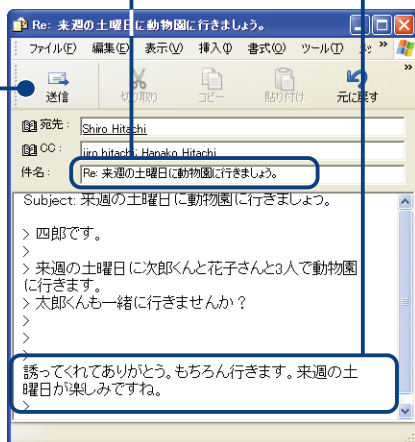 Re: 来週の土曜日に動物園に行きましょう。
ファイル(F) 編集(E) 表示(V) 挿入(I) 書式(O) ツール(T) »
送信 切り取り コピー 貼り付け 元に戻す »
宛先: Shiro Hitachi
CC: jiro hitachi; Hanako Hitachi
件名: Re: 来週の土曜日に動物園に行きましょう。
Subject: 来週の土曜日に動物園に行きましょう。
> 四郎です。
>
> 来週の土曜日に次郎くんと花子さんと3人で動物園
に行きます。
> 太郎くんも一緒に行きませんか?
>
>
>
誘ってくれてありがとう。もちろん行きます。来週の土
曜日が楽しみですね。
>